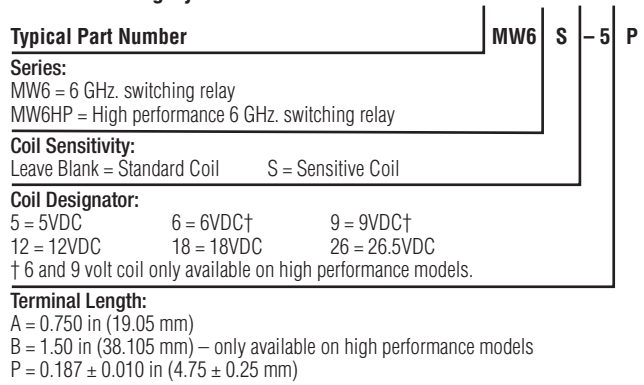 Typical Part Number MW6 S – 5 P
Series:
MW6 = 6 GHz. switching relay
MW6HP = High performance 6 GHz. switching relay
Coil Sensitivity:
Leave Blank = Standard Coil S = Sensitive Coil
Coil Designator:
5 = 5VDC 6 = 6VDC† 9 = 9VDC†
12 = 12VDC 18 = 18VDC 26 = 26.5VDC
† 6 and 9 volt coil only available on high performance models.
Terminal Length:
A = 0.750 in (19.05 mm)
B = 1.50 in (38.105 mm) – only available on high performance models
P = 0.187 ± 0.010 in (4.75 ± 0.25 mm)